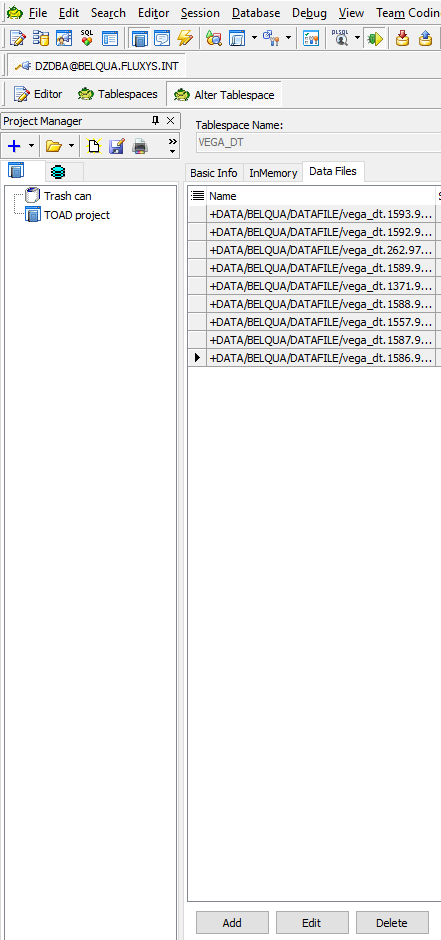 File Edit Search Editor Session Database Debug View Team Codin
SQL PLSQL
DZDBA@BELQUA.FLUXYS.INT
Editor Tablespaces Alter Tablespace
Project Manager
Tablespace Name:
VEGA_DT
Basic Info InMemory Data Files
Trash can
TOAD project
Name S
+DATA/BELQUA/DATAFILE/vega_dt.1593.9...
+DATA/BELQUA/DATAFILE/vega_dt.1592.9...
+DATA/BELQUA/DATAFILE/vega_dt.262.97...
+DATA/BELQUA/DATAFILE/vega_dt.1589.9...
+DATA/BELQUA/DATAFILE/vega_dt.1371.9...
+DATA/BELQUA/DATAFILE/vega_dt.1588.9...
+DATA/BELQUA/DATAFILE/vega_dt.1557.9...
+DATA/BELQUA/DATAFILE/vega_dt.1587.9...
+DATA/BELQUA/DATAFILE/vega_dt.1586.9...
Add Edit Delete